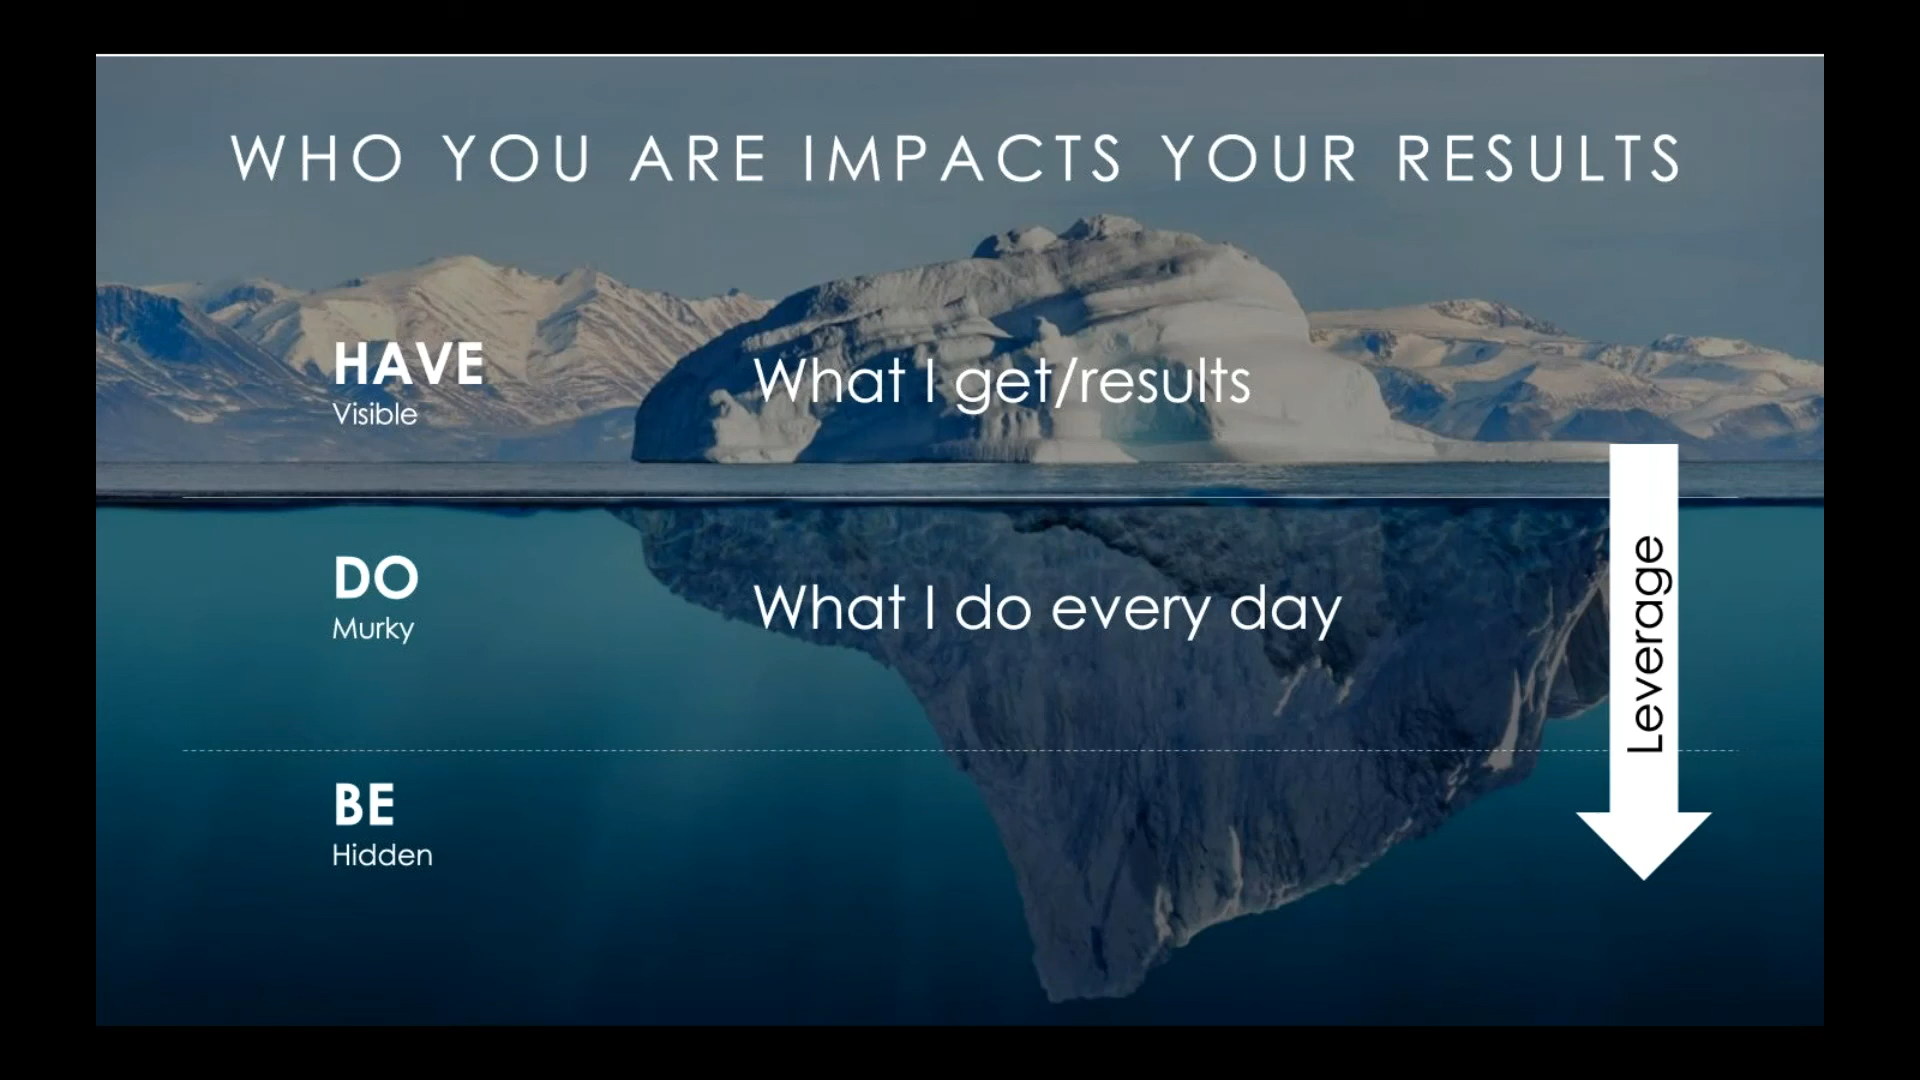 WHO YOU ARE IMPACTS YOUR RESULTS
HAVE
Visible
What I get/results
DO
Murky
What I do every day
BE
Hidden
Leverage